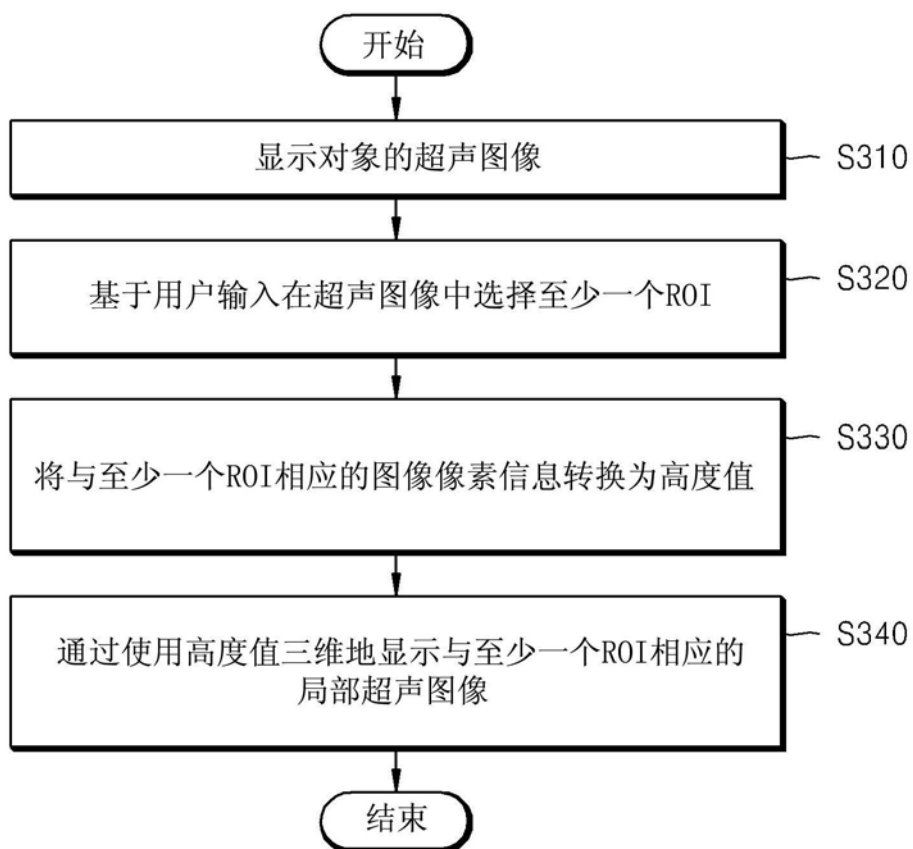 开始
显示对象的超声图像
S310
基于用户输入在超声图像中选择至少一个ROI
S320
将与至少一个ROI相应的图像像素信息转换为高度值
S330
通过使用高度值三维地显示与至少一个ROI相应的
局部超声图像
S340
结束